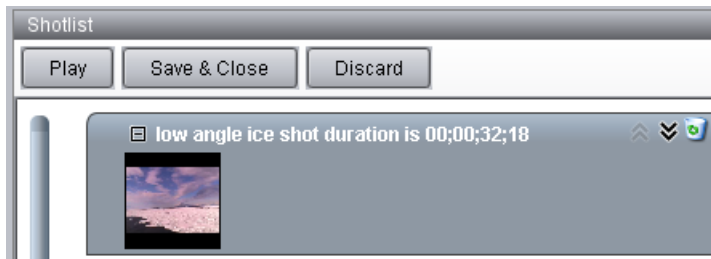 Shotlist
Play Save & Close Discard
low angle ice shot duration is 00;00;32;18